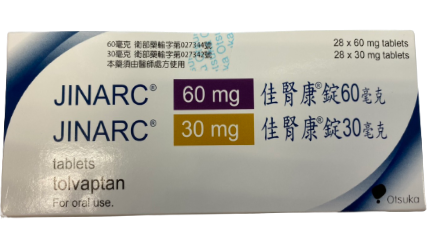 60毫克 衛部藥輸字第027344號
30毫克 衛部藥輸字第027342號
本藥須由醫師處方使用
28 x 60 mg tablets
28 x 30 mg tablets
JINARC® 60 mg 佳腎康®錠60毫克
JINARC® 30 mg 佳腎康®錠30毫克
tablets
tolvaptan
For oral use.
Otsuka